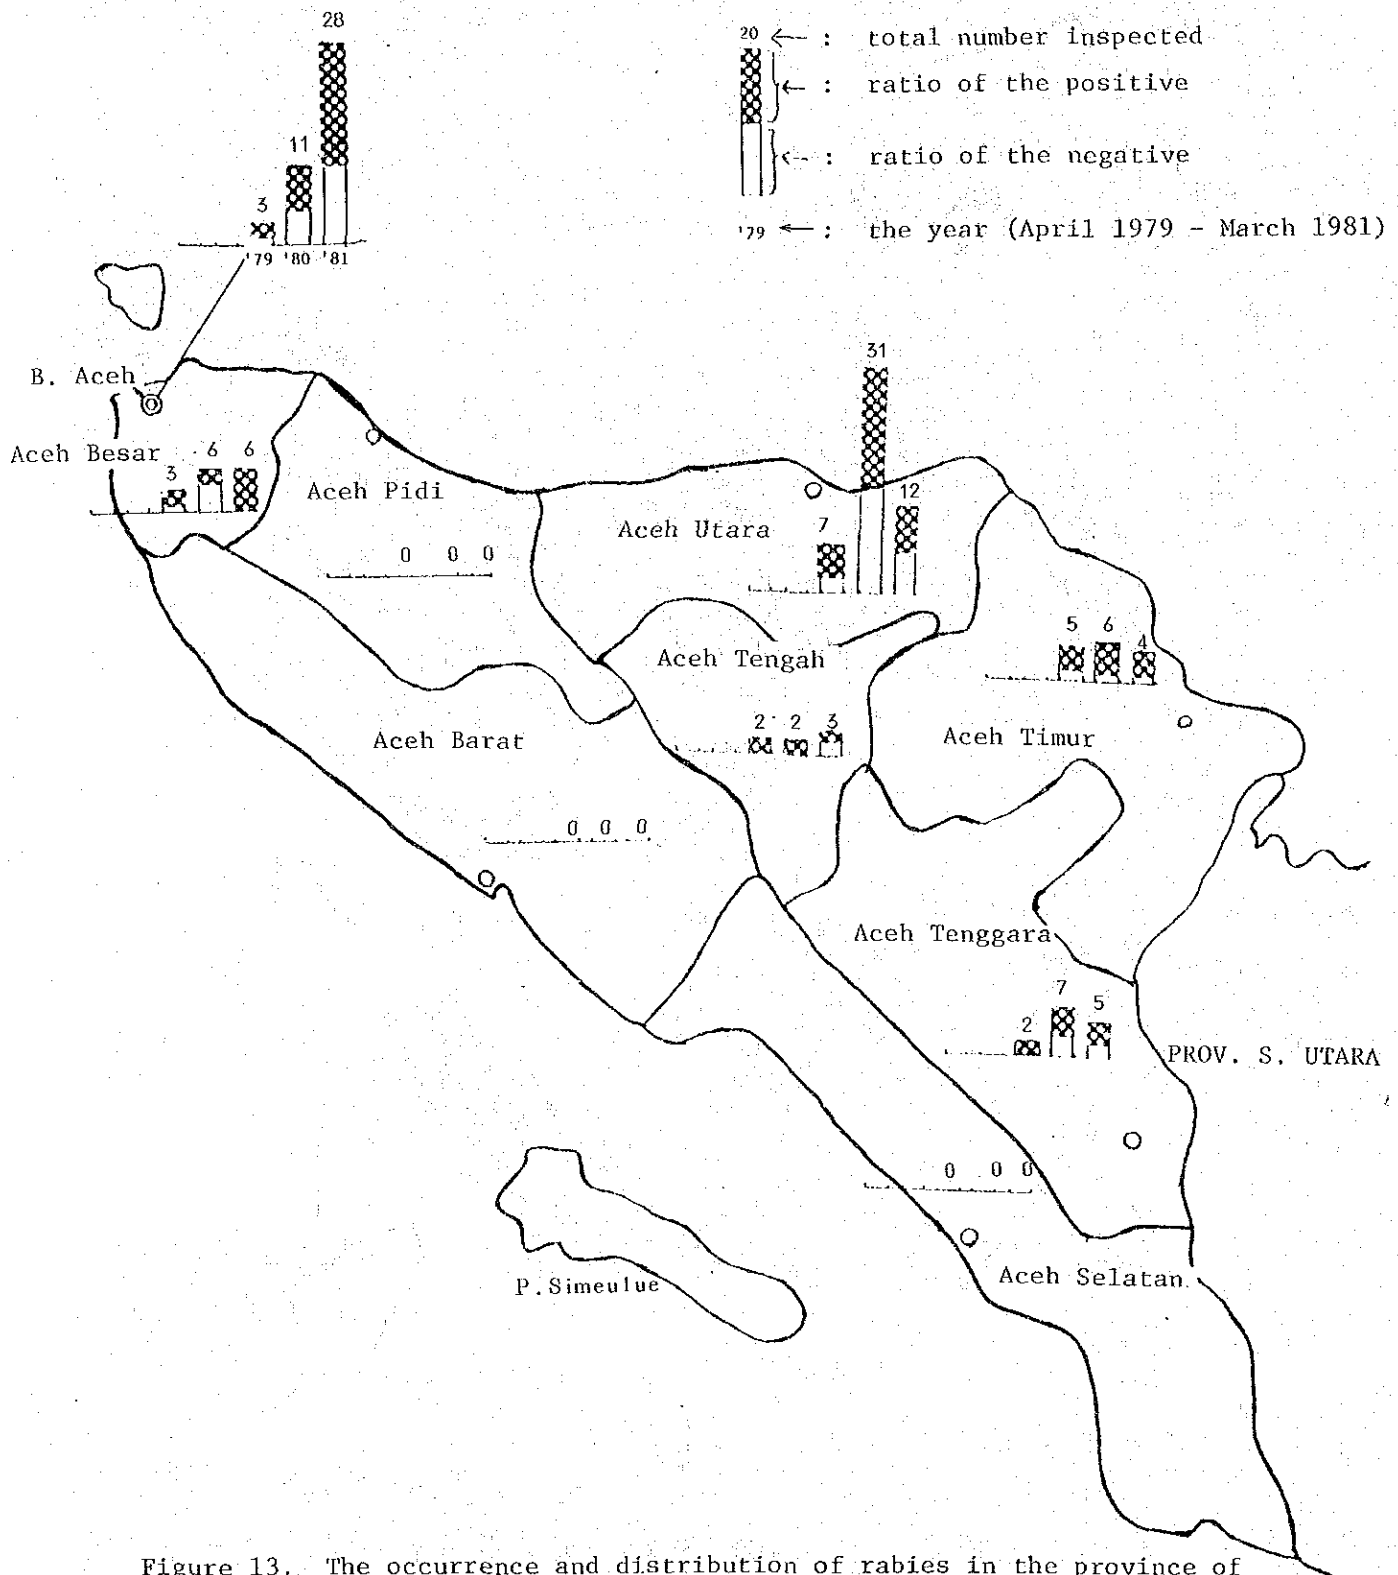 28
11
3
'79 '80 '81
20 ← : total number inspected
← : ratio of the positive
← : ratio of the negative
'79 ← : the year (April 1979 - March 1981)
B. Aceh
Aceh Besar
3 6 6
Aceh Pidi
0 0 0
Aceh Utara
7 31 12
Aceh Tengah
2 2 3
5 6 4
Aceh Timur
Aceh Barat
0 0 0
Aceh Tenggara
2 7 5
PROV. S. UTARA
0 0 0
Aceh Selatan
P.Simeulue
Figure 13. The occurrence and distribution of rabies in the province of